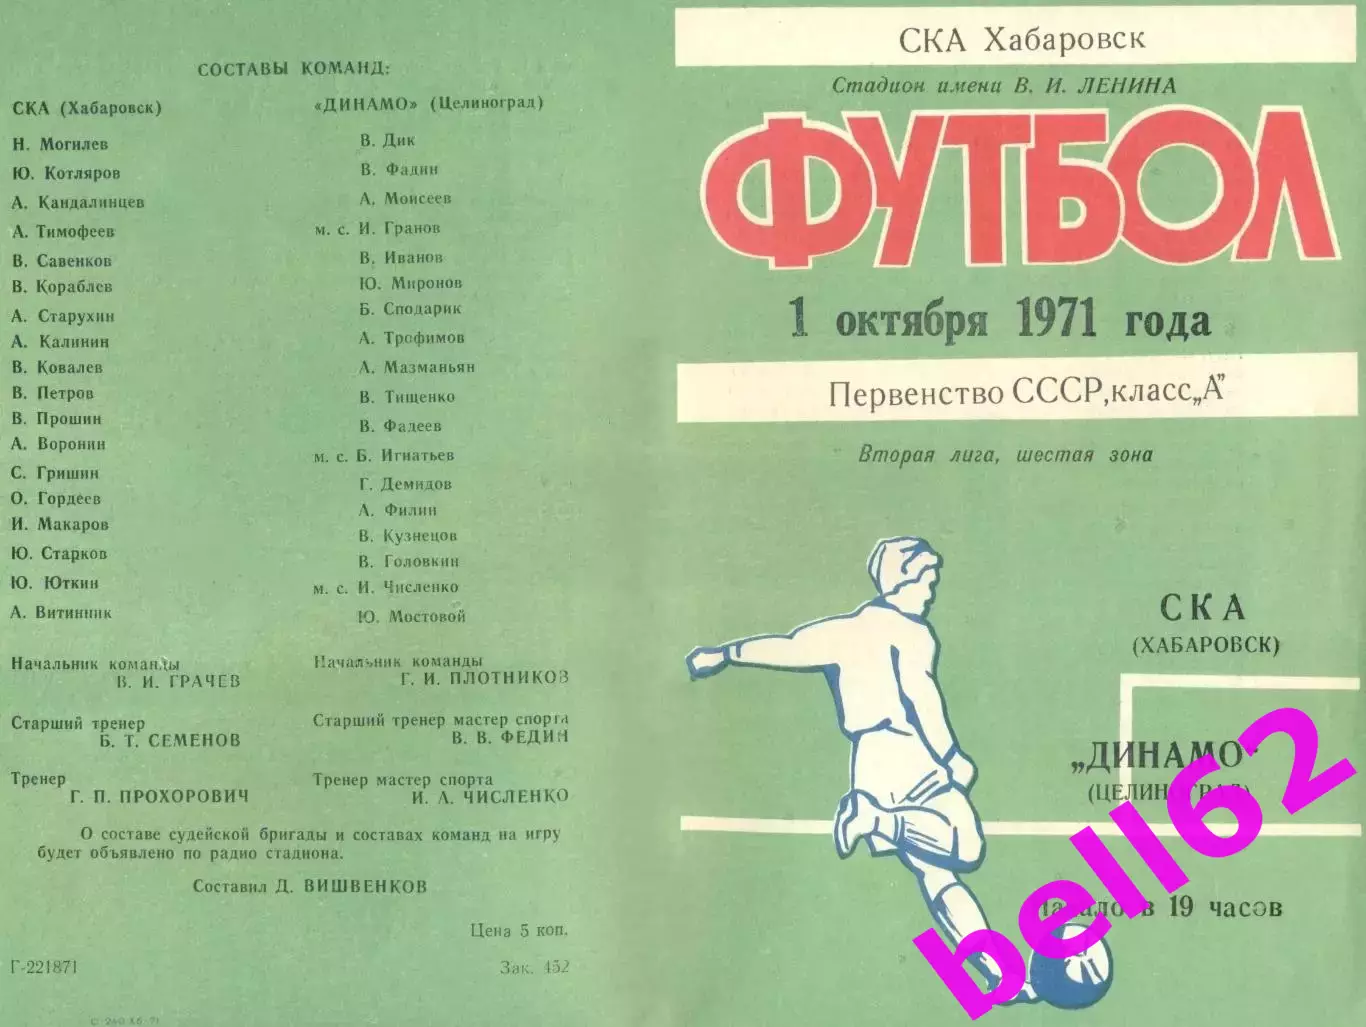 СОСТАВЫ КОМАНД:
СКА (Хабаровск)
Н. Могилев
Ю. Котляров
А. Кандалинцев
А. Тимофеев
В. Савенков
В. Кораблев
А. Старухин
А. Калинин
В. Ковалев
В. Петров
В. Прошин
А. Воронин
С. Гришин
О. Гордеев
И. Макаров
Ю. Старков
Ю. Юткин
А. Витинник
Начальник команды
В. И. ГРАЧЕВ
Старший тренер
Б. Т. СЕМЕНОВ
Тренер
Г. П. ПРОХОРОВИЧ
«ДИНАМО» (Целиноград)
В. Дик
В. Фадин
А. Моисеев
м. с. И. Гранов
В. Иванов
Ю. Миронов
Б. Сподарик
А. Трофимов
А. Мазманьян
В. Тищенко
В. Фадеев
м. с. Б. Игнатьев
Г. Демидов
А. Филин
В. Кузнецов
В. Головкин
м. с. И. Численко
Ю. Мостовой
Начальник команды
Г. И. ПЛОТНИКОВ
Старший тренер мастер спорта
В. В. ФЕДИН
Тренер мастер спорта
И. А. ЧИСЛЕНКО
О составе судейской бригады и составах команд на игру
будет объявлено по радио стадиона.
Составил Д. ВИШВЕНКОВ
Цена 5 коп.
Г-221871 Зак. 452
СКА Хабаровск
Стадион имени В. И. ЛЕНИНА
ФУТБОЛ
1 октября 1971 года
Первенство СССР, класс „А”
Вторая лига, шестая зона
СКА
(ХАБАРОВСК)
„ДИНАМО”
(ЦЕЛИНОГРАД)
Начало в 19 часов
bell62